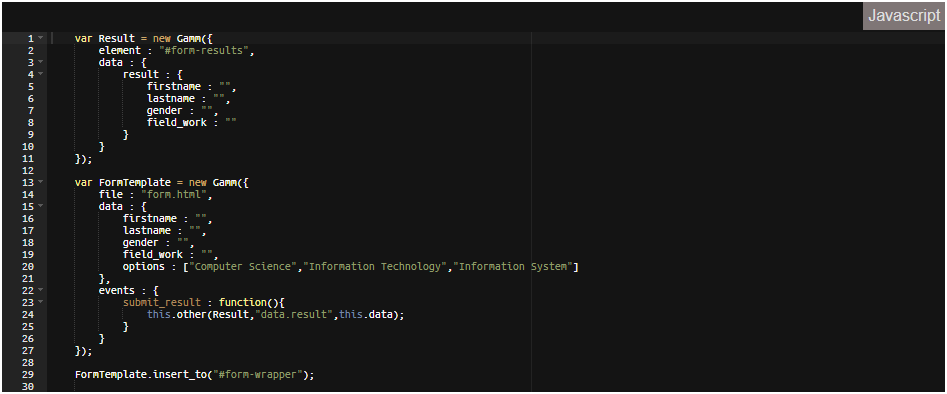 Javascript
1 var Result = new Gamm({
2 element : "#form-results",
3 data : {
4 result : {
5 firstname : "",
6 lastname : "",
7 gender : "",
8 field_work : ""
9 }
10 }
11 });
12
13 var FormTemplate = new Gamm({
14 file : "form.html",
15 data : {
16 firstname : "",
17 lastname : "",
18 gender : "",
19 field_work : "",
20 options : ["Computer Science","Information Technology","Information System"]
21 },
22 events : {
23 submit_result : function(){
24 this.other(Result,"data.result",this.data);
25 }
26 }
27 });
28
29 FormTemplate.insert_to("#form-wrapper");
30